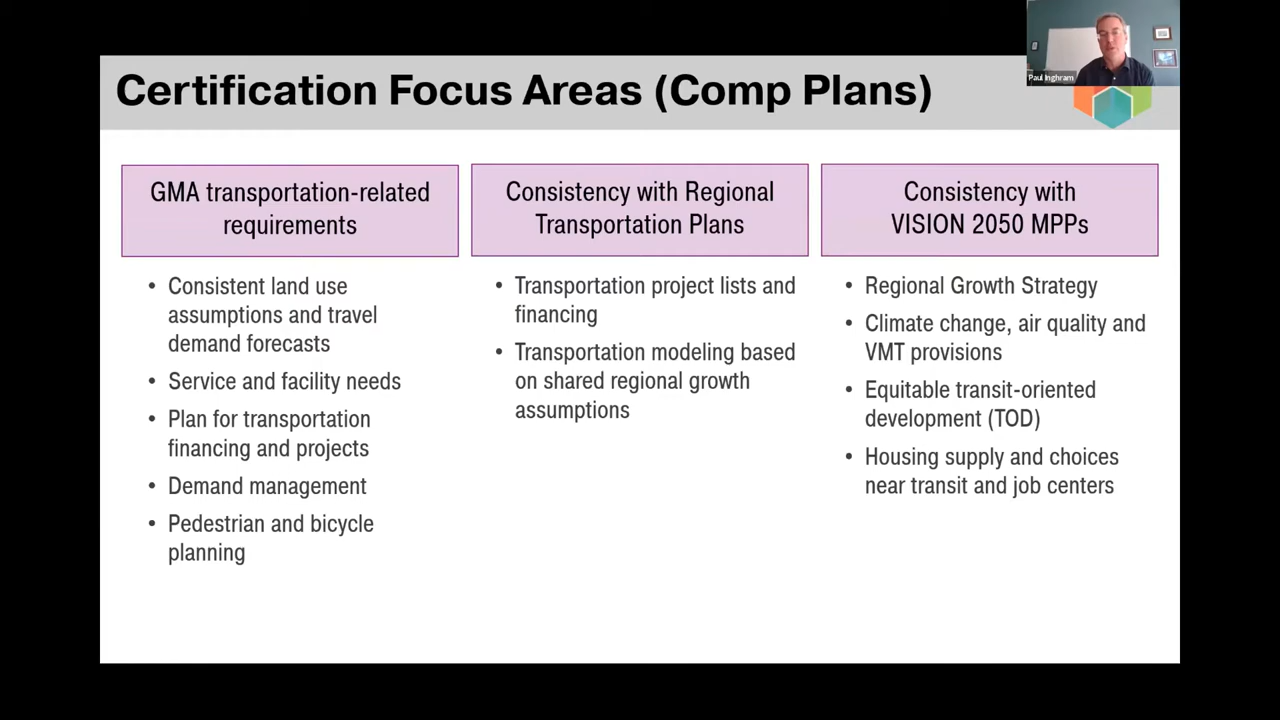 Certification Focus Areas (Comp Plans)
Paul Inghram
GMA transportation-related
requirements
• Consistent land use
assumptions and travel
demand forecasts
• Service and facility needs
• Plan for transportation
financing and projects
• Demand management
• Pedestrian and bicycle
planning
Consistency with Regional
Transportation Plans
• Transportation project lists and
financing
• Transportation modeling based
on shared regional growth
assumptions
Consistency with
VISION 2050 MPPs
• Regional Growth Strategy
• Climate change, air quality and
VMT provisions
• Equitable transit-oriented
development (TOD)
• Housing supply and choices
near transit and job centers